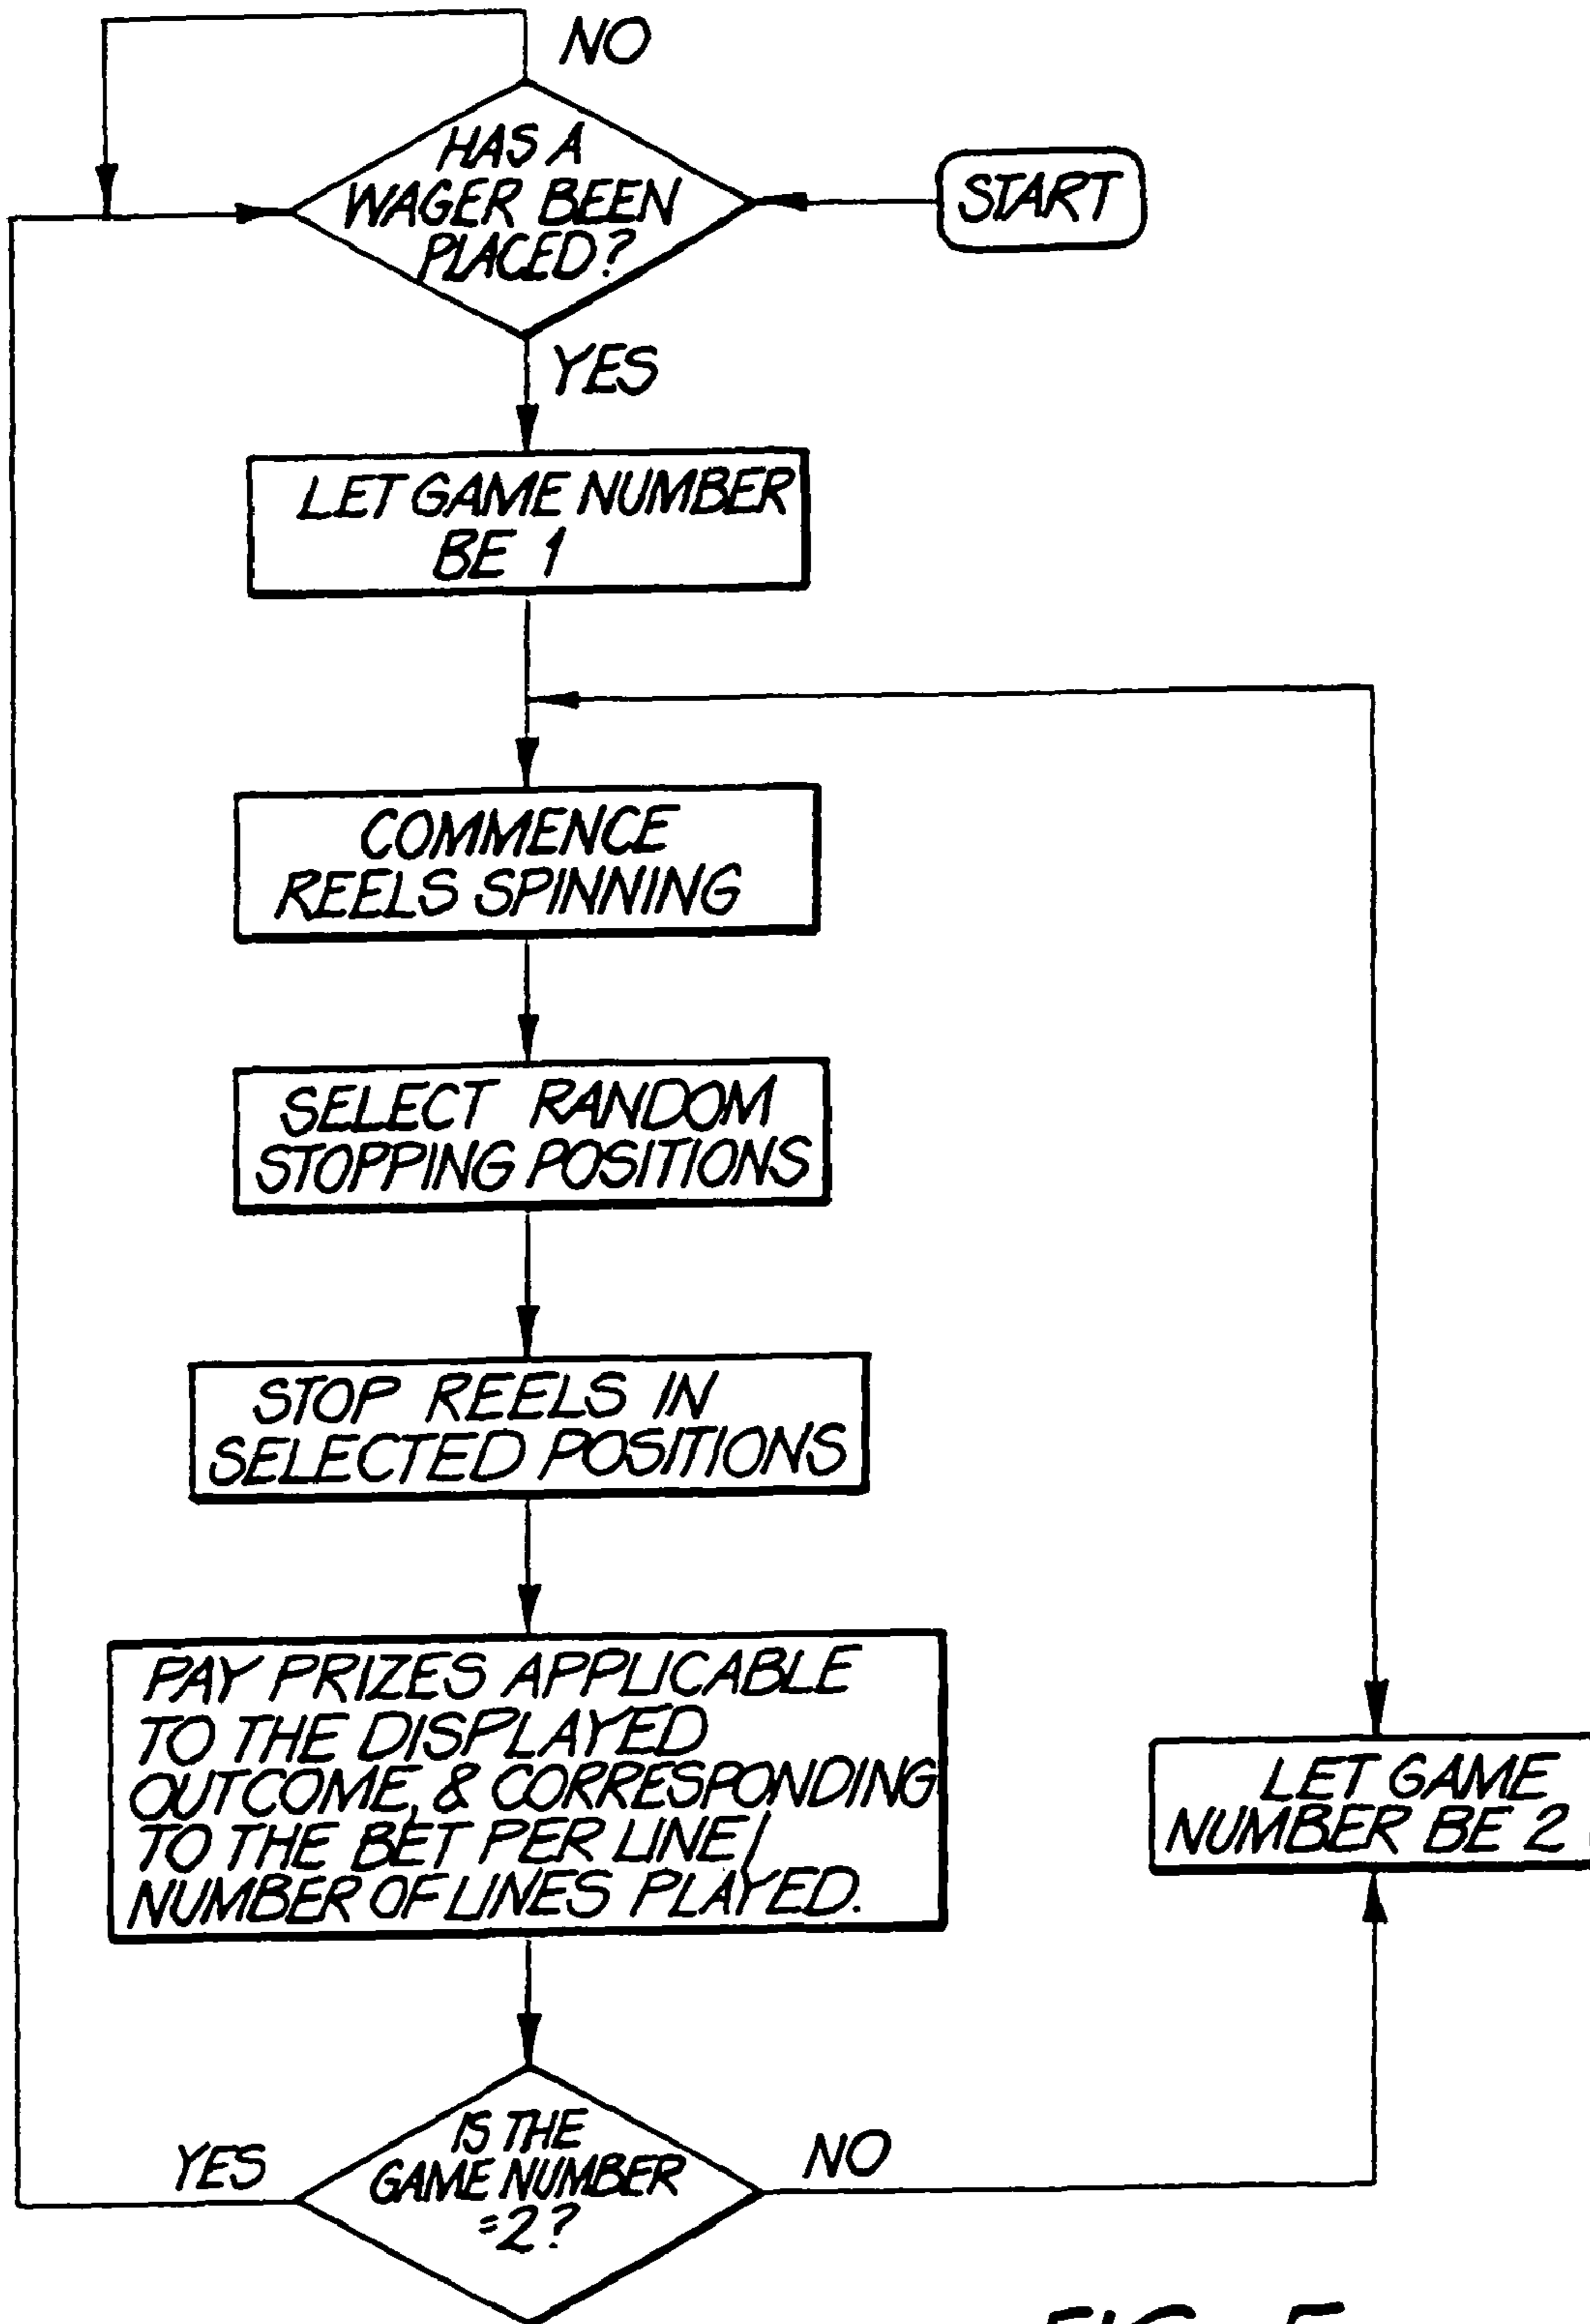 NO
HAS A
WAGER BEEN
PLACED?
START
YES
LET GAME NUMBER
BE 1
COMMENCE
REELS SPINNING
SELECT RANDOM
STOPPING POSITIONS
STOP REELS IN
SELECTED POSITIONS
PAY PRIZES APPLICABLE
TO THE DISPLAYED
OUTCOME, & CORRESPONDING
TO THE BET PER LINE/
NUMBER OF LINES PLAYED.
LET GAME
NUMBER BE 2
YES
IS THE
GAME NUMBER
=2?
NO